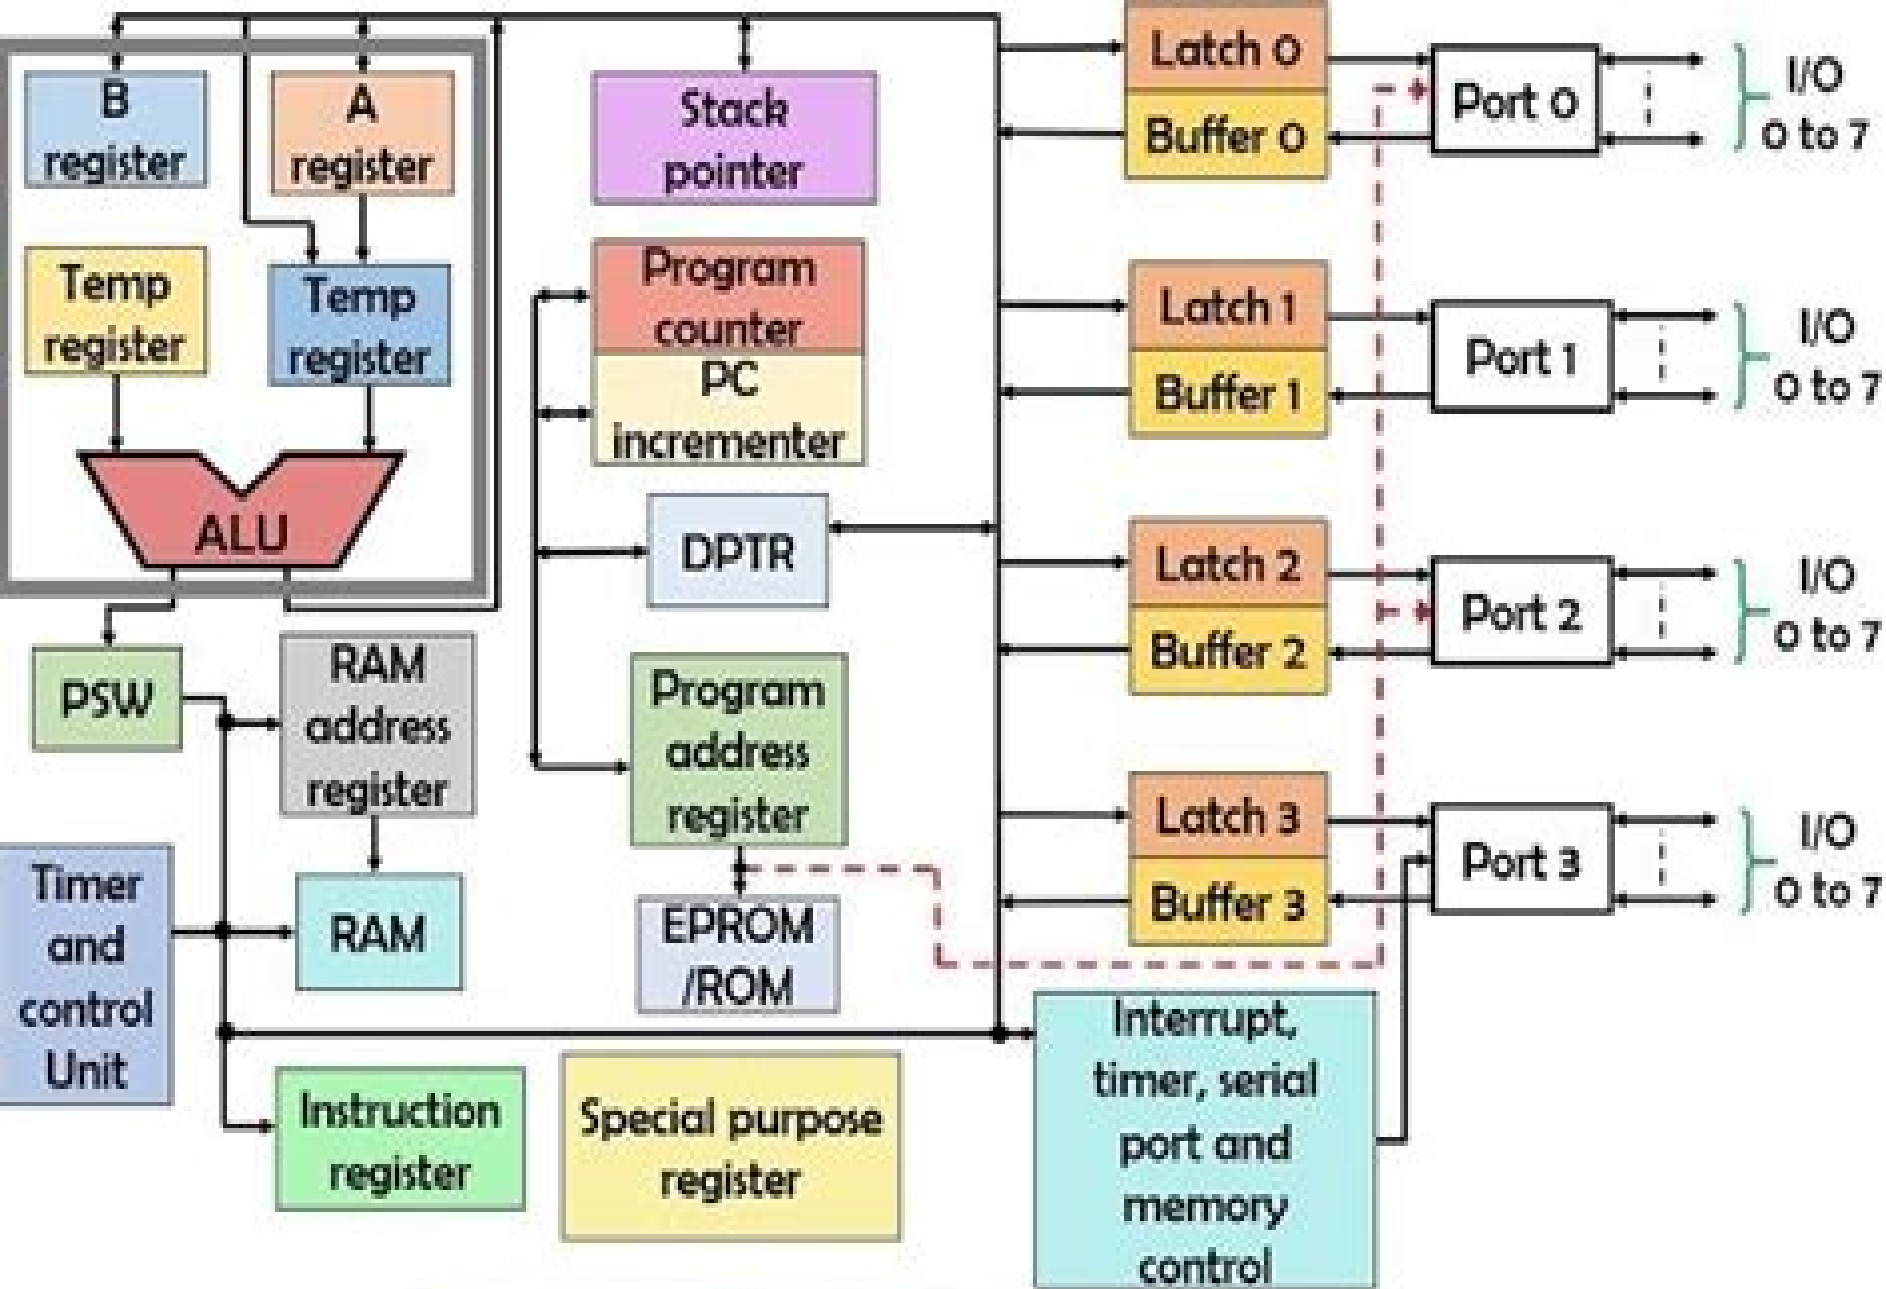 B
register
A
register
Temp
register
Temp
register
ALU
PSW
RAM
address
register
Timer
and
control
Unit
RAM
Instruction
register
Stack
pointer
Program
counter
PC
incrementer
DPTR
Program
address
register
EPROM
/ROM
Special purpose
register
Latch 0
Buffer 0
Port 0
I/O
0 to 7
Latch 1
Buffer 1
Port 1
I/O
0 to 7
Latch 2
Buffer 2
Port 2
I/O
0 to 7
Latch 3
Buffer 3
Port 3
I/O
0 to 7
Interrupt,
timer, serial
port and
memory
control